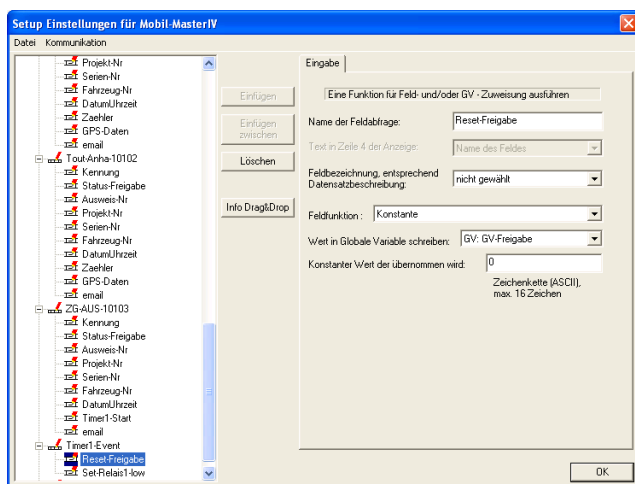 Setup Einstellungen für Mobil-MasterIV
Datei Kommunikation
Projekt-Nr
Serien-Nr
Fahrzeug-Nr
DatumUhrzeit
Zaehler
GPS-Daten
email
Tout-Anha-10102
Kennung
Status-Freigabe
Ausweis-Nr
Projekt-Nr
Serien-Nr
Fahrzeug-Nr
DatumUhrzeit
Zaehler
GPS-Daten
email
ZG-AUS-10103
Kennung
Status-Freigabe
Ausweis-Nr
Projekt-Nr
Serien-Nr
Fahrzeug-Nr
DatumUhrzeit
Timer1-Start
email
Timer1-Event
Reset-Freigabe
Set-Relais1-low
Einfügen
Einfügen
zwischen
Löschen
Info Drag&Drop
Eingabe
Eine Funktion für Feld- und/oder GV - Zuweisung ausführen
Name der Feldabfrage: Reset-Freigabe
Text in Zeile 4 der Anzeige: Name des Feldes
Feldbezeichnung, entsprechend
Datensatzbeschreibung: nicht gewählt
Feldfunktion : Konstante
Wert in Globale Variable schreiben: GV: GV-Freigabe
Konstanter Wert der übernommen wird: 0
Zeichenkette (ASCII),
max. 16 Zeichen
OK